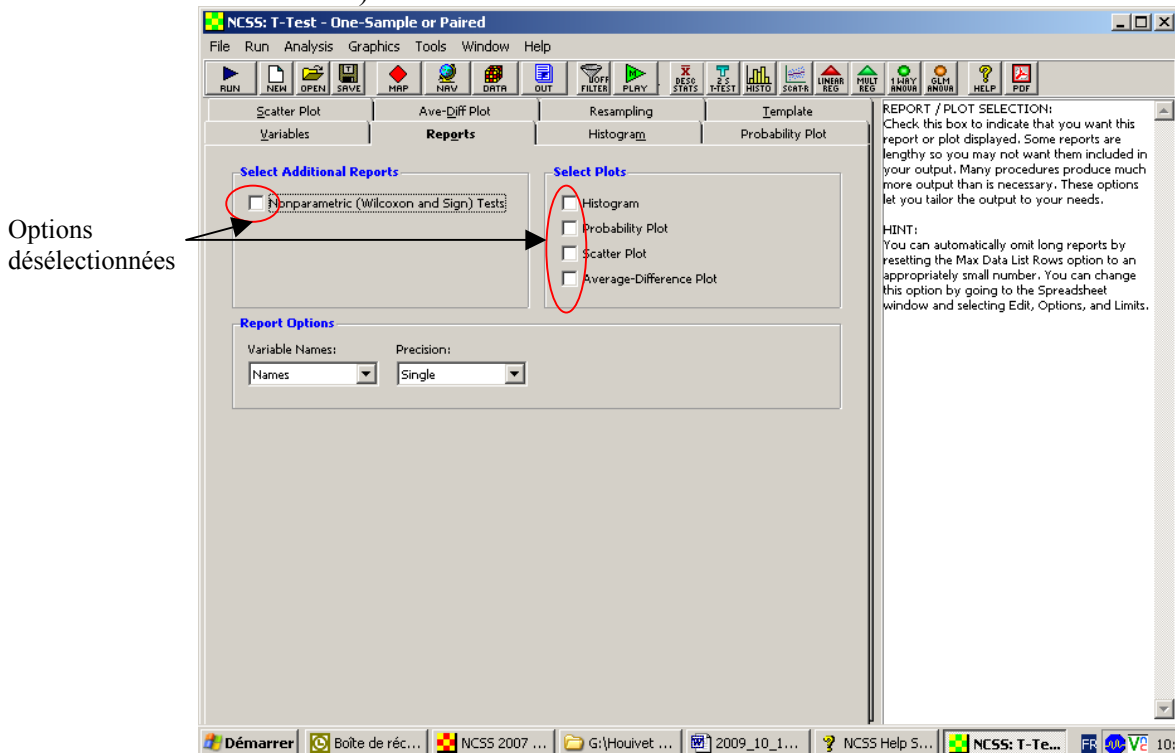 NCSS: T-Test - One-Sample or Paired
File Run Analysis Graphics Tools Window Help
RUN NEW OPEN SAVE MAP NAV DATA OUT FILTER PLAY DESC STATS 2 S T-TEST HISTO SCAT-R LINEAR REG MULT REG 1 WAY ANOVA GLM ANOVA HELP PDF
Scatter Plot Ave-Diff Plot Resampling Template
Variables Reports Histogram Probability Plot
Select Additional Reports
Nonparametric (Wilcoxon and Sign) Tests
Select Plots
Histogram
Probability Plot
Scatter Plot
Average-Difference Plot
Options
désélectionnées
Report Options
Variable Names: Precision:
Names Single
REPORT / PLOT SELECTION:
Check this box to indicate that you want this
report or plot displayed. Some reports are
lengthy so you may not want them included in
your output. Many procedures produce much
more output than is necessary. These options
let you tailor the output to your needs.
HINT:
You can automatically omit long reports by
resetting the Max Data List Rows option to an
appropriately small number. You can change
this option by going to the Spreadsheet
window and selecting Edit, Options, and Limits.
Démarrer Boîte de réc... NCSS 2007 ... G:\Houivet ... 2009_10_1... NCSS Help S... NCSS: T-Te... FR